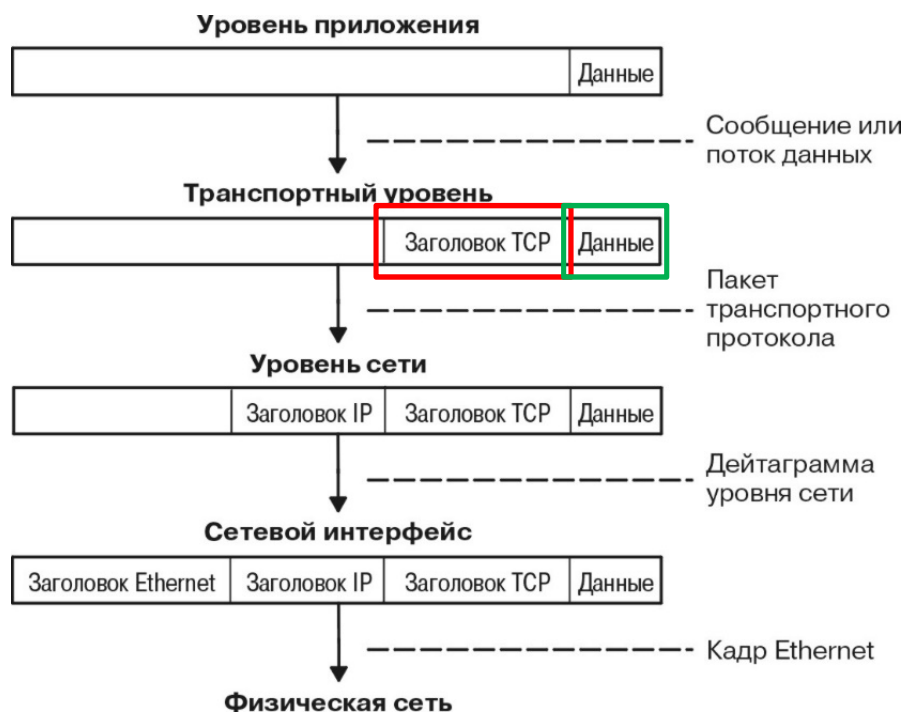 Уровень приложения
Данные
Сообщение или
поток данных
Транспортный уровень
Заголовок TCP Данные
Пакет
транспортного
протокола
Уровень сети
Заголовок IP Заголовок TCP Данные
Дейтаграмма
уровня сети
Сетевой интерфейс
Заголовок Ethernet Заголовок IP Заголовок TCP Данные
Кадр Ethernet
Физическая сеть